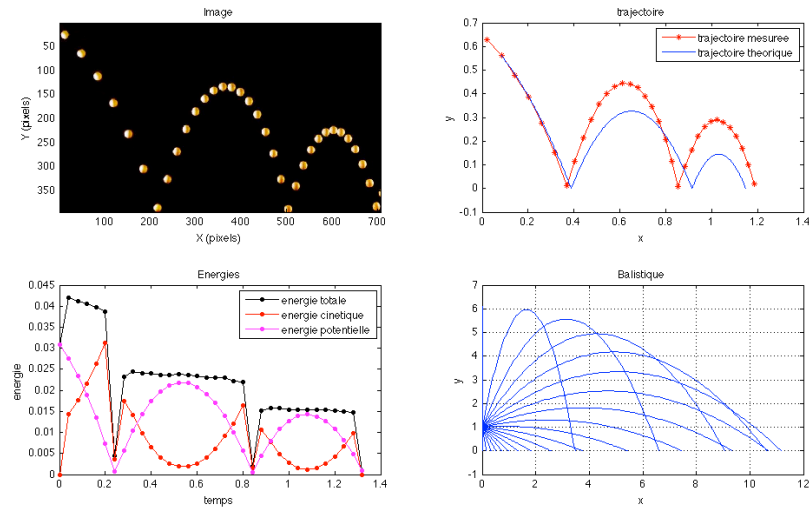 Image
50
100
150
200
250
300
350
Y (pixels)
100 200 300 400 500 600 700
X (pixels)
trajectoire
0.7
0.6
0.5
0.4
0.3
0.2
0.1
0
-0.1
y
trajectoire mesuree
trajectoire theorique
0 0.2 0.4 0.6 0.8 1 1.2 1.4
x
Energies
0.045
0.04
0.035
0.03
0.025
0.02
0.015
0.01
0.005
0
energie
energie totale
energie cinetique
energie potentielle
0 0.2 0.4 0.6 0.8 1 1.2 1.4
temps
Balistique
7
6
5
4
3
2
1
0
-1
y
0 2 4 6 8 10 12
x